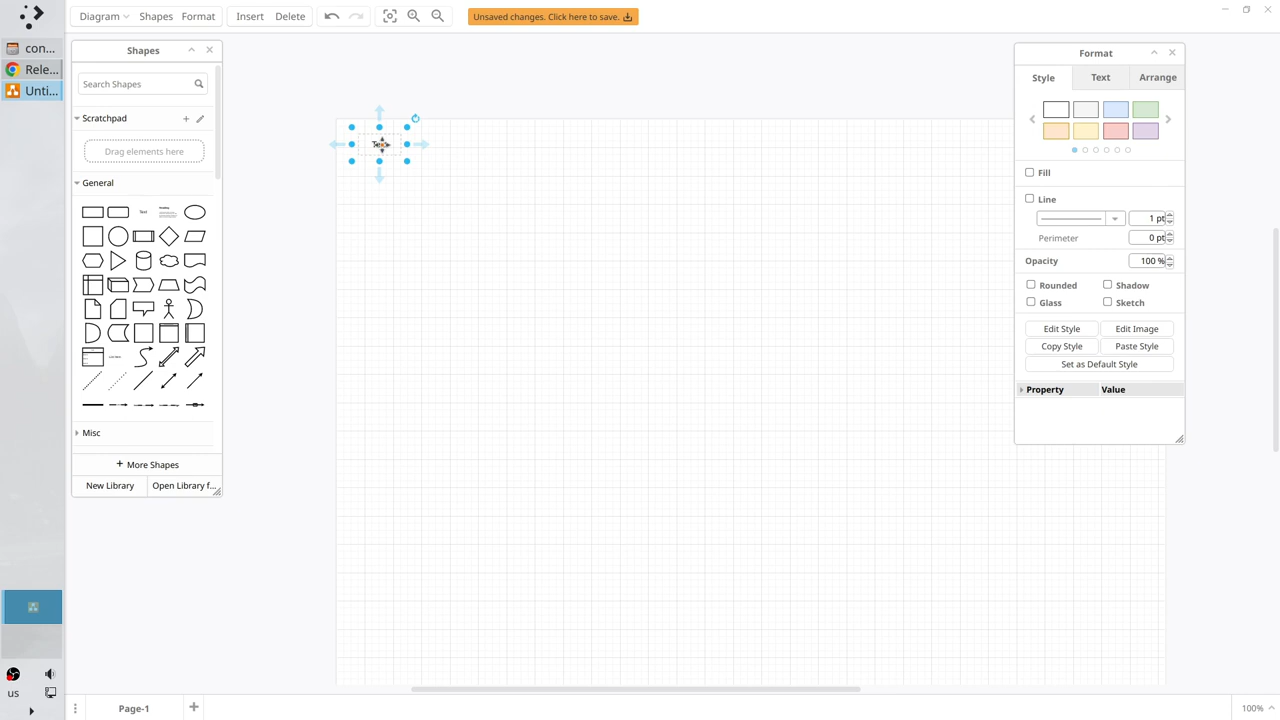 Diagram
Shapes
Format
Insert
Delete
Unsaved changes. Click here to save.
con...
Rele...
Unti...
Shapes
Search Shapes
Scratchpad
Drag elements here
General
Text
Heading
Misc
More Shapes
New Library
Open Library f...
Format
Style
Text
Arrange
Fill
Line
1 pt
Perimeter
0 pt
Opacity
100 %
Rounded
Shadow
Glass
Sketch
Edit Style
Edit Image
Copy Style
Paste Style
Set as Default Style
Property
Value
us
Page-1
100%